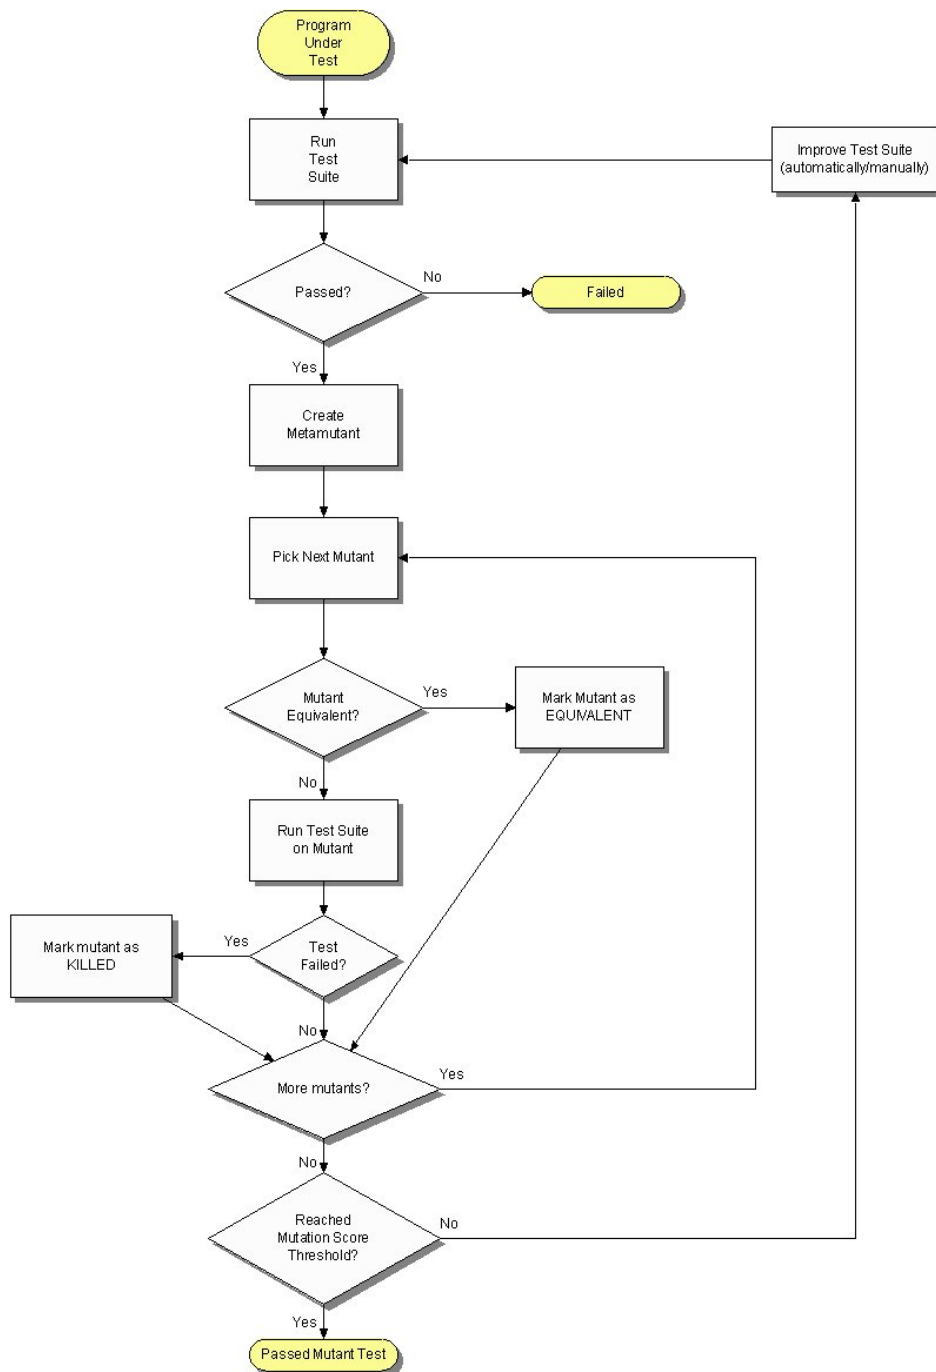 Program
Under
Test
Run
Test
Suite
Improve Test Suite
(automatically/manually)
Passed?
No
Failed
Yes
Create
Metamutant
Pick Next Mutant
Mutant
Equivalent?
Yes
Mark Mutant as
EQUIVALENT
No
Run Test Suite
on Mutant
Mark mutant as
KILLED
Yes
Test
Failed?
No
More mutants?
Yes
No
Reached
Mutation Score
Threshold?
No
Yes
Passed Mutant Test